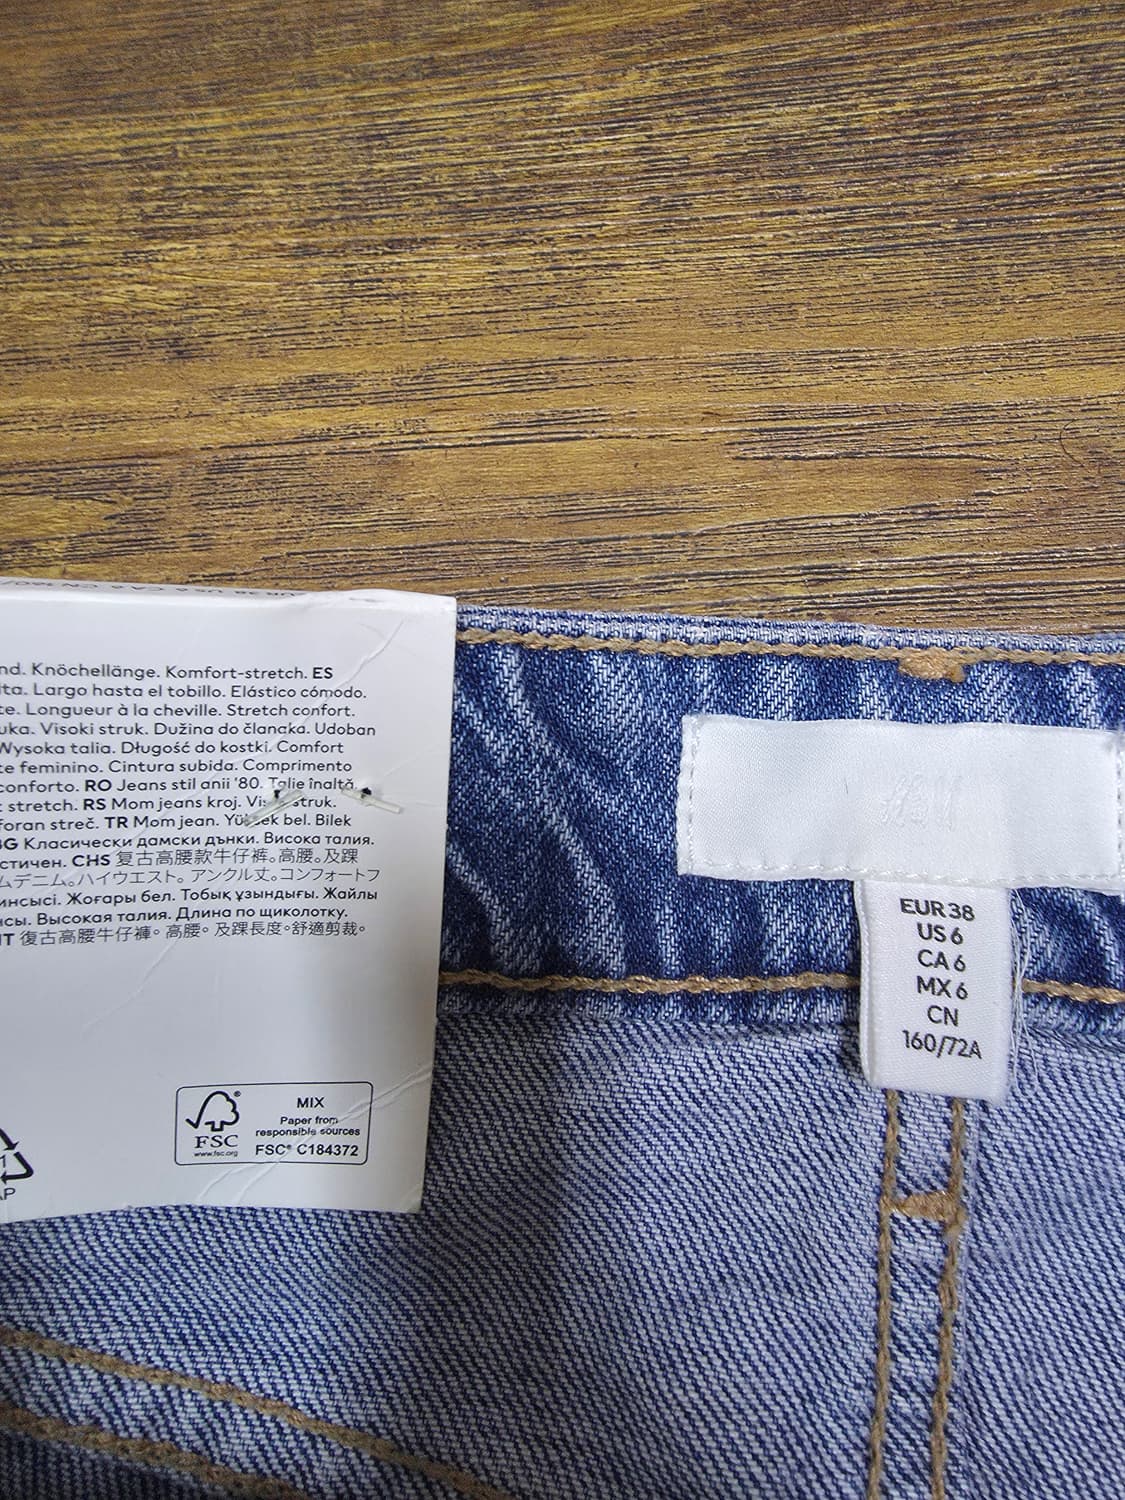 nd. Knöchellänge. Komfort-stretch. ES
lta. Largo hasta el tobillo. Elástico cómodo.
te. Longueur à la cheville. Stretch confort.
uka. Visoki struk. Dužina do članaka. Udoban
Wysoka talia. Długość do kostki. Comfort
te feminino. Cintura subida. Comprimento
conforto. RO Jeans stil anii '80. Talie înaltă.
t stretch. RS Mom jeans kroj. struk.
foran streč. TR Mom jean. Yüksek bel. Bilek
BG Класически дамски дънки. Висока талия.
стичен. CHS 复古高腰款牛仔裤。高腰。及踝
ムデニム。ハイウエスト。アンクル丈。コンフォートフ
инсысі. Жоғары бел. Тобық ұзындығы. Жайлы
нсы. Высокая талия. Длина по щиколотку.
HT 復古高腰牛仔褲。高腰。及踝長度。舒適剪裁。
FSC
www.fsc.org
MIX
Paper from
responsible sources
FSC® C184372
AP
H&M
EUR 38
US 6
CA 6
MX 6
CN
160/72A